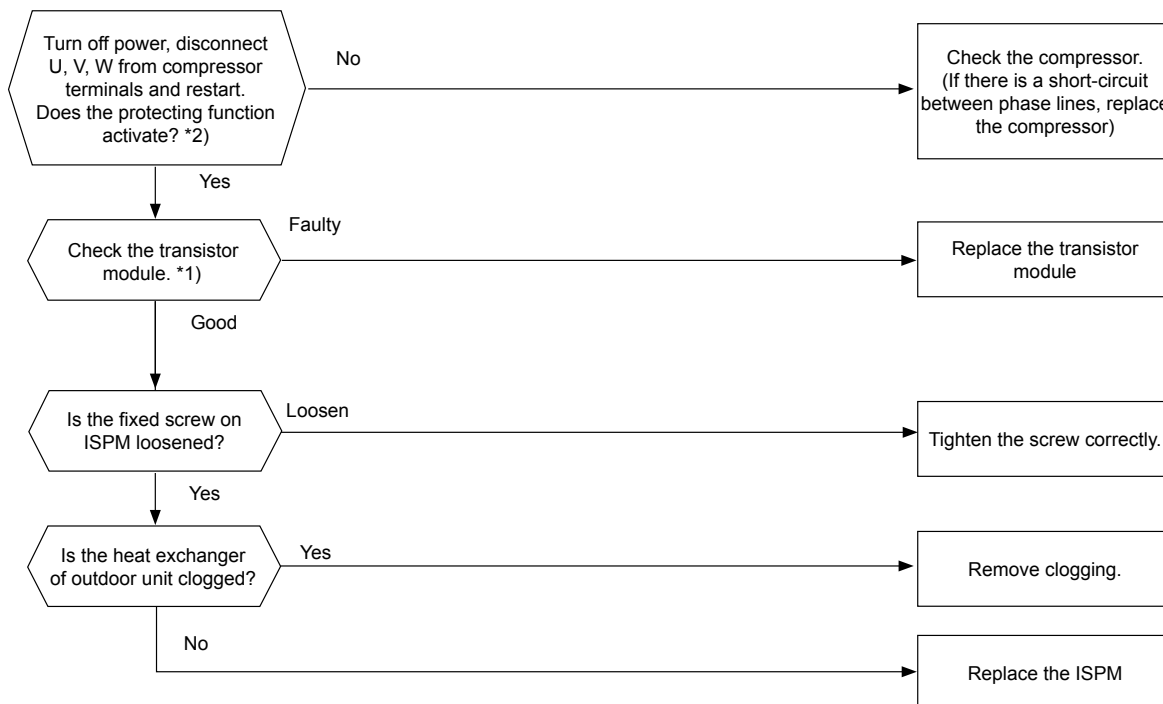 Turn off power, disconnect
U, V, W from compressor
terminals and restart.
Does the protecting function
activate? *2)
No
Check the compressor.
(If there is a short-circuit
between phase lines, replace
the compressor)
Yes
Check the transistor
module. *1)
Faulty
Replace the transistor
module
Good
Is the fixed screw on
ISPM loosened?
Loosen
Tighten the screw correctly.
Yes
Is the heat exchanger
of outdoor unit clogged?
Yes
Remove clogging.
No
Replace the ISPM